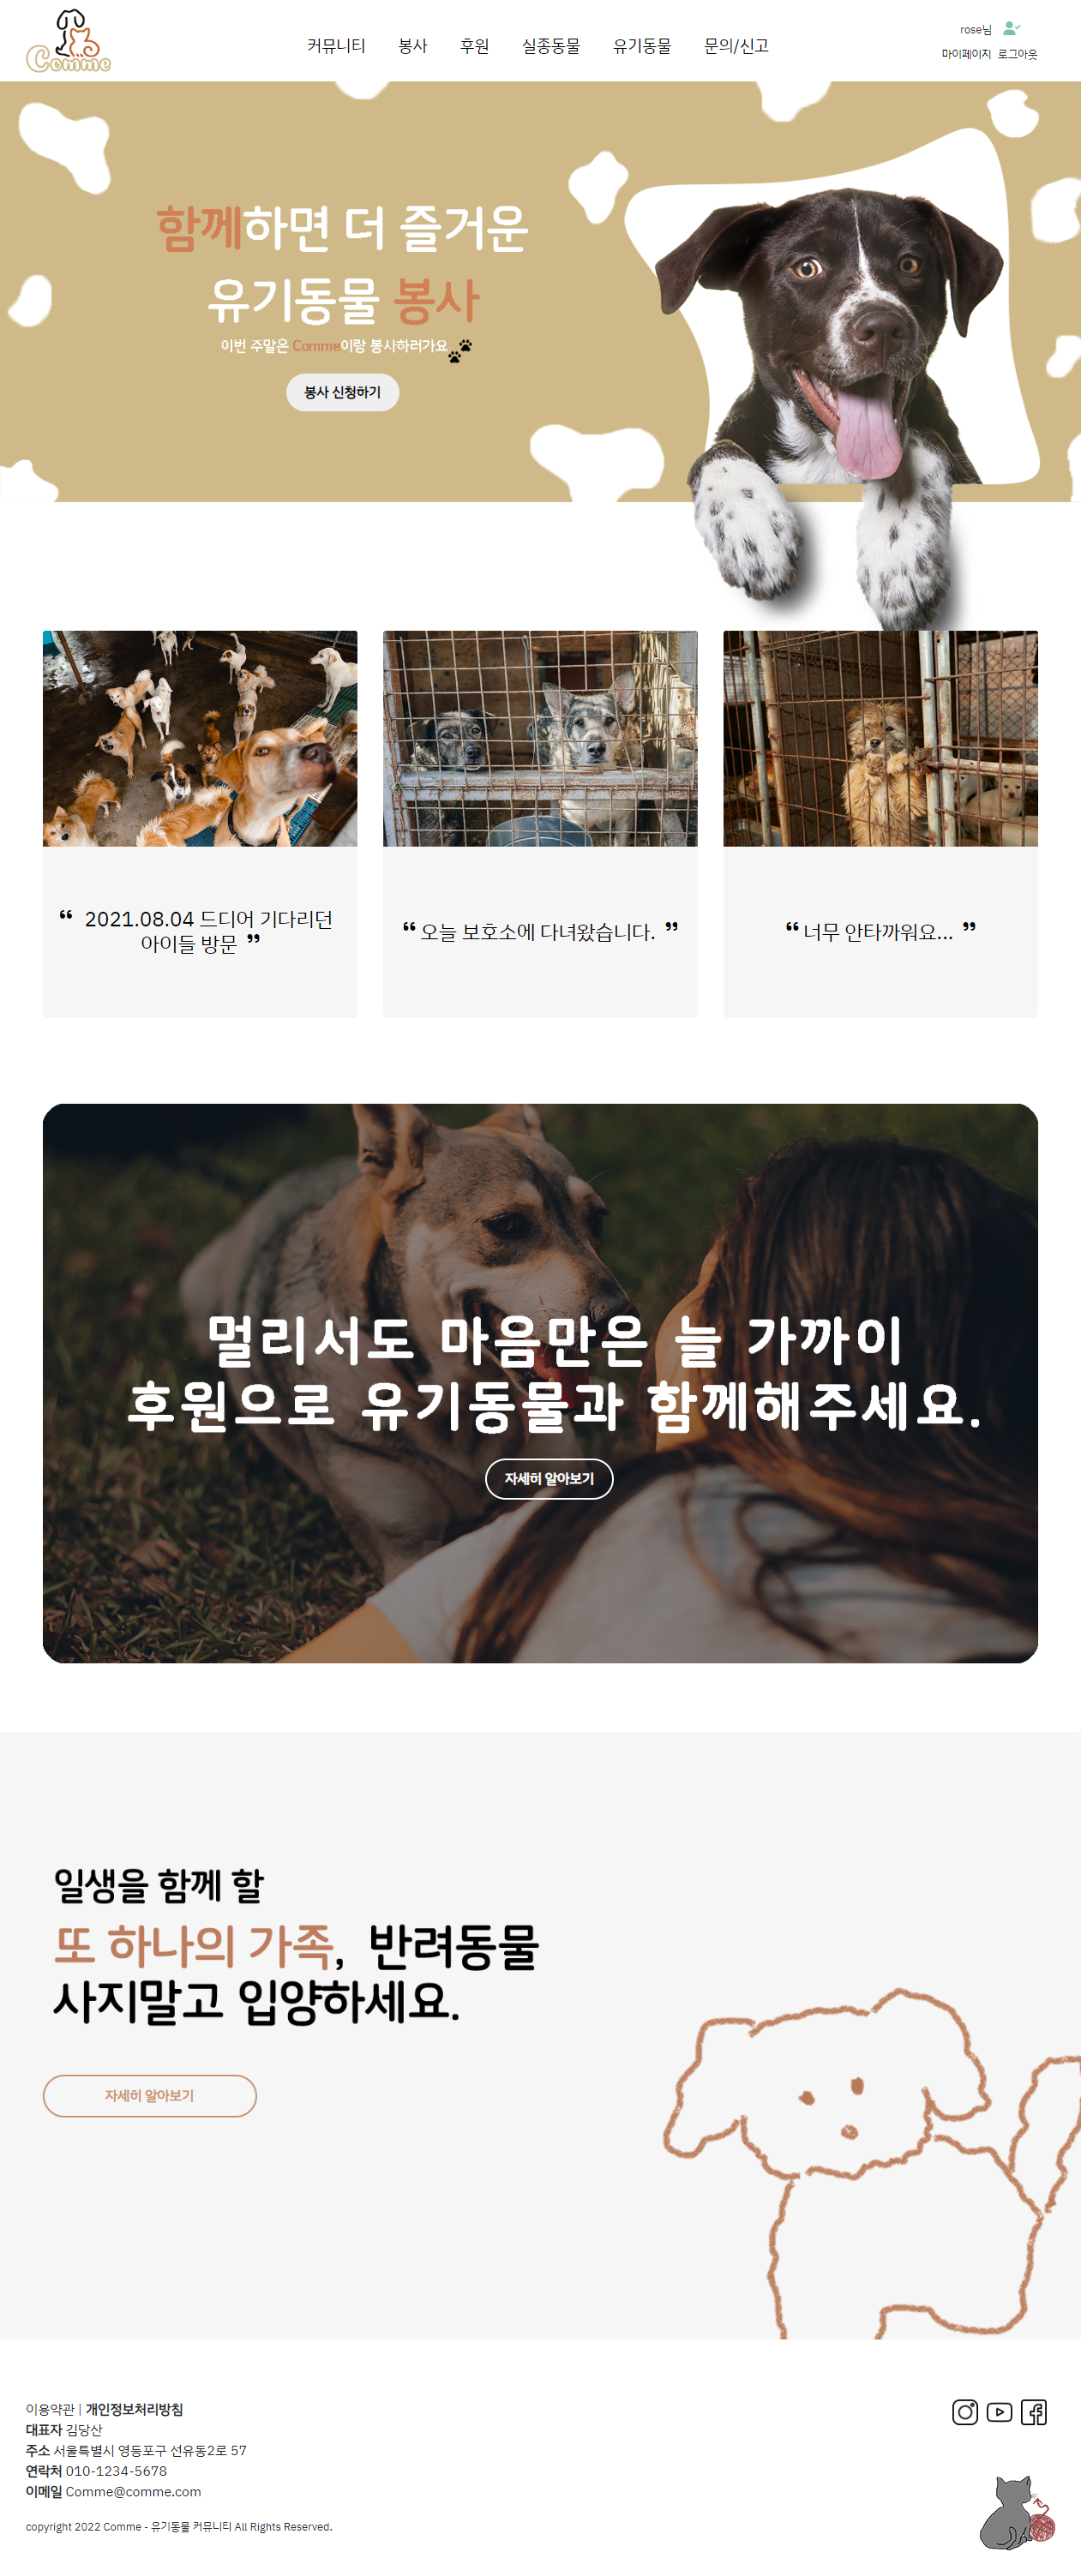 Comme
커뮤니티 봉사 후원 실종동물 유기동물 문의/신고
rose님
마이페이지 로그아웃
함께하면 더 즐거운
유기동물 봉사
이번 주말은 Comme이랑 봉사하러가요
봉사 신청하기
“ 2021.08.04 드디어 기다리던
아이들 방문 ”
“ 오늘 보호소에 다녀왔습니다. ”
“ 너무 안타까워요... ”
멀리서도 마음만은 늘 가까이
후원으로 유기동물과 함께해주세요.
자세히 알아보기
일생을 함께 할
또 하나의 가족, 반려동물
사지말고 입양하세요.
자세히 알아보기
이용약관 | 개인정보처리방침
대표자 김당산
주소 서울특별시 영등포구 선유동2로 57
연락처 010-1234-5678
이메일 Comme@comme.com
copyright 2022 Comme - 유기동물 커뮤니티 All Rights Reserved.